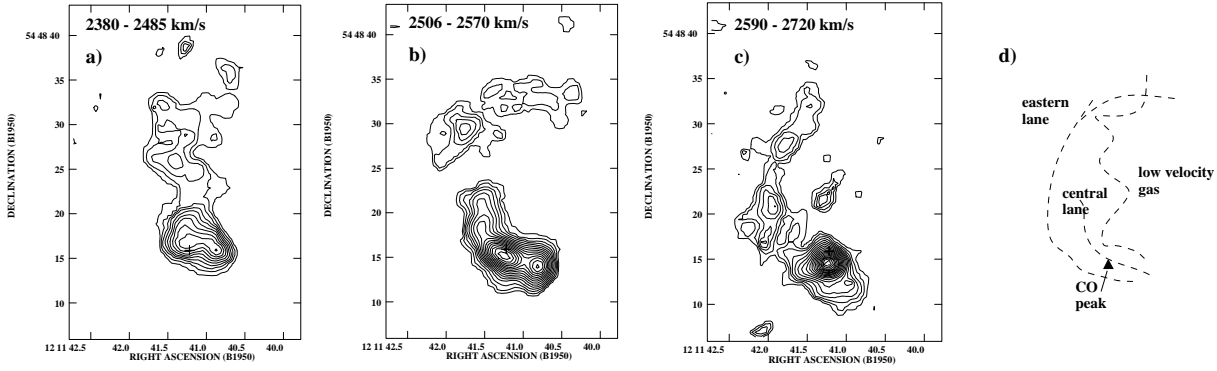 2380 - 2485 km/s
a)
54 48 40
35
30
25
20
15
10
DECLINATION (B1950)
12 11 42.5
42.0
41.5
41.0
40.5
40.0
RIGHT ASCENSION (B1950)
2506 - 2570 km/s
b)
54 48 40
35
30
25
20
15
10
DECLINATION (B1950)
12 11 42.5
42.0
41.5
41.0
40.5
40.0
RIGHT ASCENSION (B1950)
2590 - 2720 km/s
c)
54 48 40
35
30
25
20
15
10
DECLINATION (B1950)
12 11 42.5
42.0
41.5
41.0
40.5
40.0
RIGHT ASCENSION (B1950)
d)
eastern
lane
low velocity
gas
central
lane
CO
peak